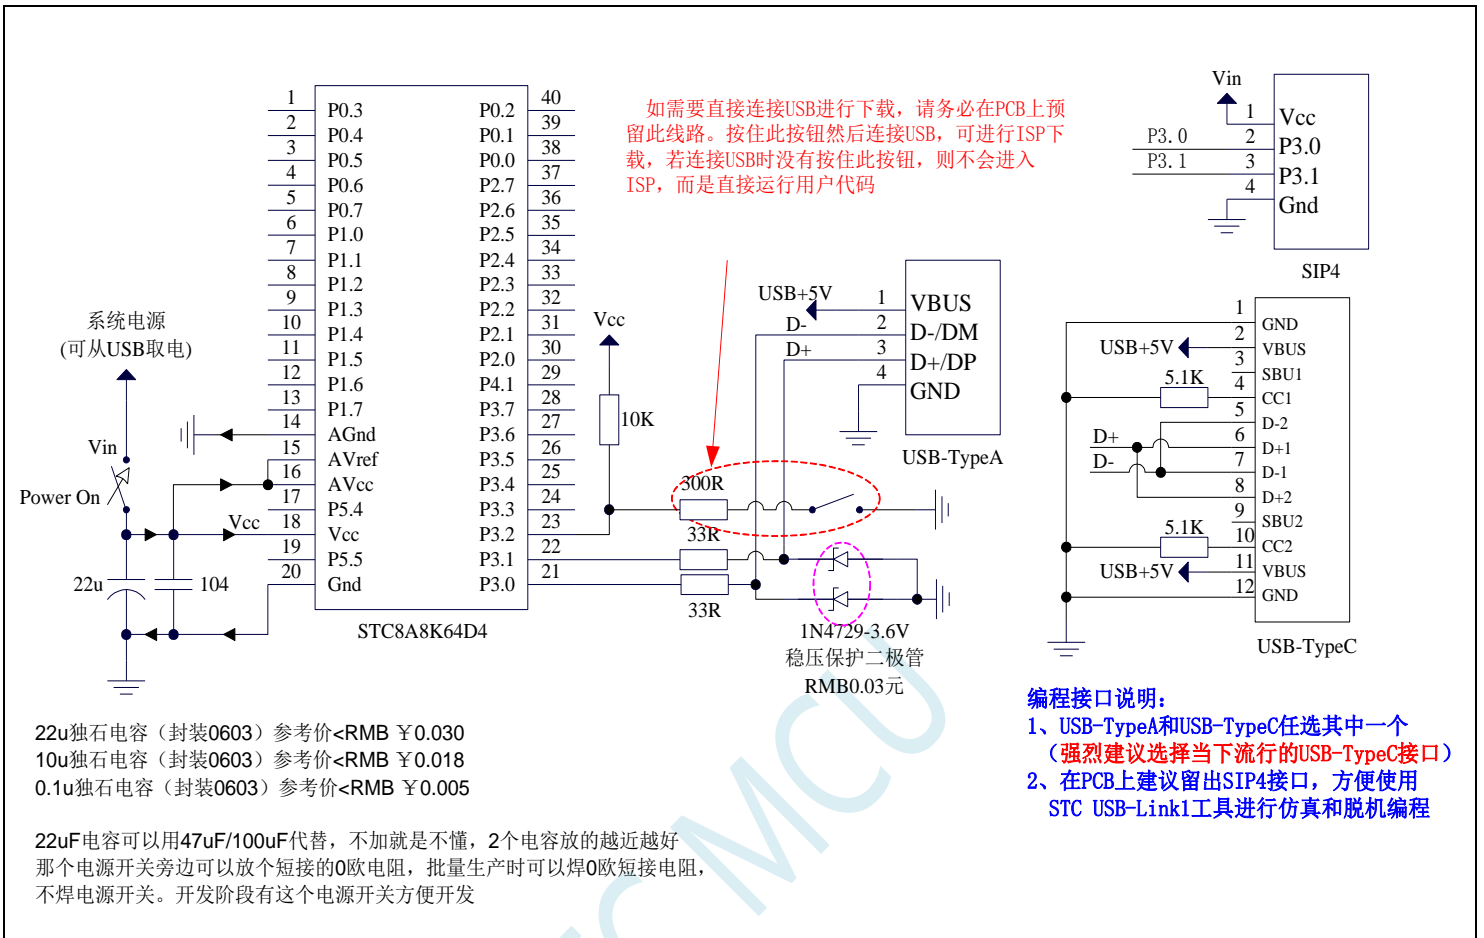 如需要直接连接USB进行下载，请务必在PCB上预
留此线路。按住此按钮然后连接USB，可进行ISP下
载，若连接USB时没有按住此按钮，则不会进入
ISP，而是直接运行用户代码
1 P0.3
2 P0.4
3 P0.5
4 P0.6
5 P0.7
6 P1.0
7 P1.1
8 P1.2
9 P1.3
10 P1.4
11 P1.5
12 P1.6
13 P1.7
14 AGnd
15 AVref
16 AVcc
17 P5.4
18 Vcc
19 P5.5
20 Gnd
P0.2 40
P0.1 39
P0.0 38
P2.7 37
P2.6 36
P2.5 35
P2.4 34
P2.3 33
P2.2 32
P2.1 31
P2.0 30
P4.1 29
P3.7 28
P3.6 27
P3.5 26
P3.4 25
P3.3 24
P3.2 23
P3.1 22
P3.0 21
STC8A8K64D4
系统电源
(可从USB取电)
Vin
Power On
Vcc
22u
104
Vcc
10K
300R
33R
33R
1N4729-3.6V
稳压保护二极管
RMB0.03元
USB+5V
D-
D+
1 VBUS
2 D-/DM
3 D+/DP
4 GND
USB-TypeA
Vin
P3.0
P3.1
1 Vcc
2 P3.0
3 P3.1
4 Gnd
SIP4
USB+5V
5.1K
D+
D-
5.1K
USB+5V
1 GND
2 VBUS
3 SBU1
4 CC1
5 D-2
6 D+1
7 D-1
8 D+2
9 SBU2
10 CC2
11 VBUS
12 GND
USB-TypeC
22u独石电容（封装0603）参考价<RMB ￥0.030
10u独石电容（封装0603）参考价<RMB ￥0.018
0.1u独石电容（封装0603）参考价<RMB ￥0.005
22uF电容可以用47uF/100uF代替，不加就是不懂，2个电容放的越近越好
那个电源开关旁边可以放个短接的0欧电阻，批量生产时可以焊0欧短接电阻，
不焊电源开关。开发阶段有这个电源开关方便开发
编程接口说明：
1、USB-TypeA和USB-TypeC任选其中一个
（强烈建议选择当下流行的USB-TypeC接口）
2、在PCB上建议留出SIP4接口，方便使用
STC USB-Link1工具进行仿真和脱机编程
MCU